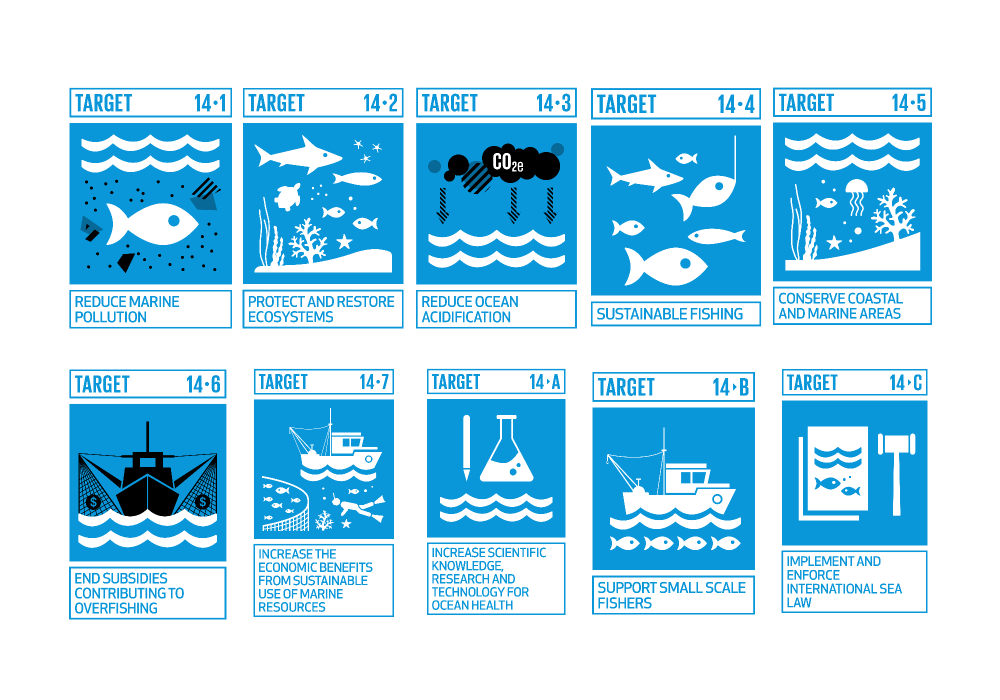 TARGET 14•1
CO2e
REDUCE MARINE
POLLUTION
TARGET 14•2
PROTECT AND RESTORE
ECOSYSTEMS
TARGET 14•3
REDUCE OCEAN
ACIDIFICATION
TARGET 14•4
SUSTAINABLE FISHING
TARGET 14•5
CONSERVE COASTAL
AND MARINE AREAS
TARGET 14•6
$ $
END SUBSIDIES
CONTRIBUTING TO
OVERFISHING
TARGET 14•7
INCREASE THE
ECONOMIC BENEFITS
FROM SUSTAINABLE
USE OF MARINE
RESOURCES
TARGET 14▸A
INCREASE SCIENTIFIC
KNOWLEDGE,
RESEARCH AND
TECHNOLOGY FOR
OCEAN HEALTH
TARGET 14▸B
SUPPORT SMALL SCALE
FISHERS
TARGET 14▸C
IMPLEMENT AND
ENFORCE
INTERNATIONAL SEA
LAW